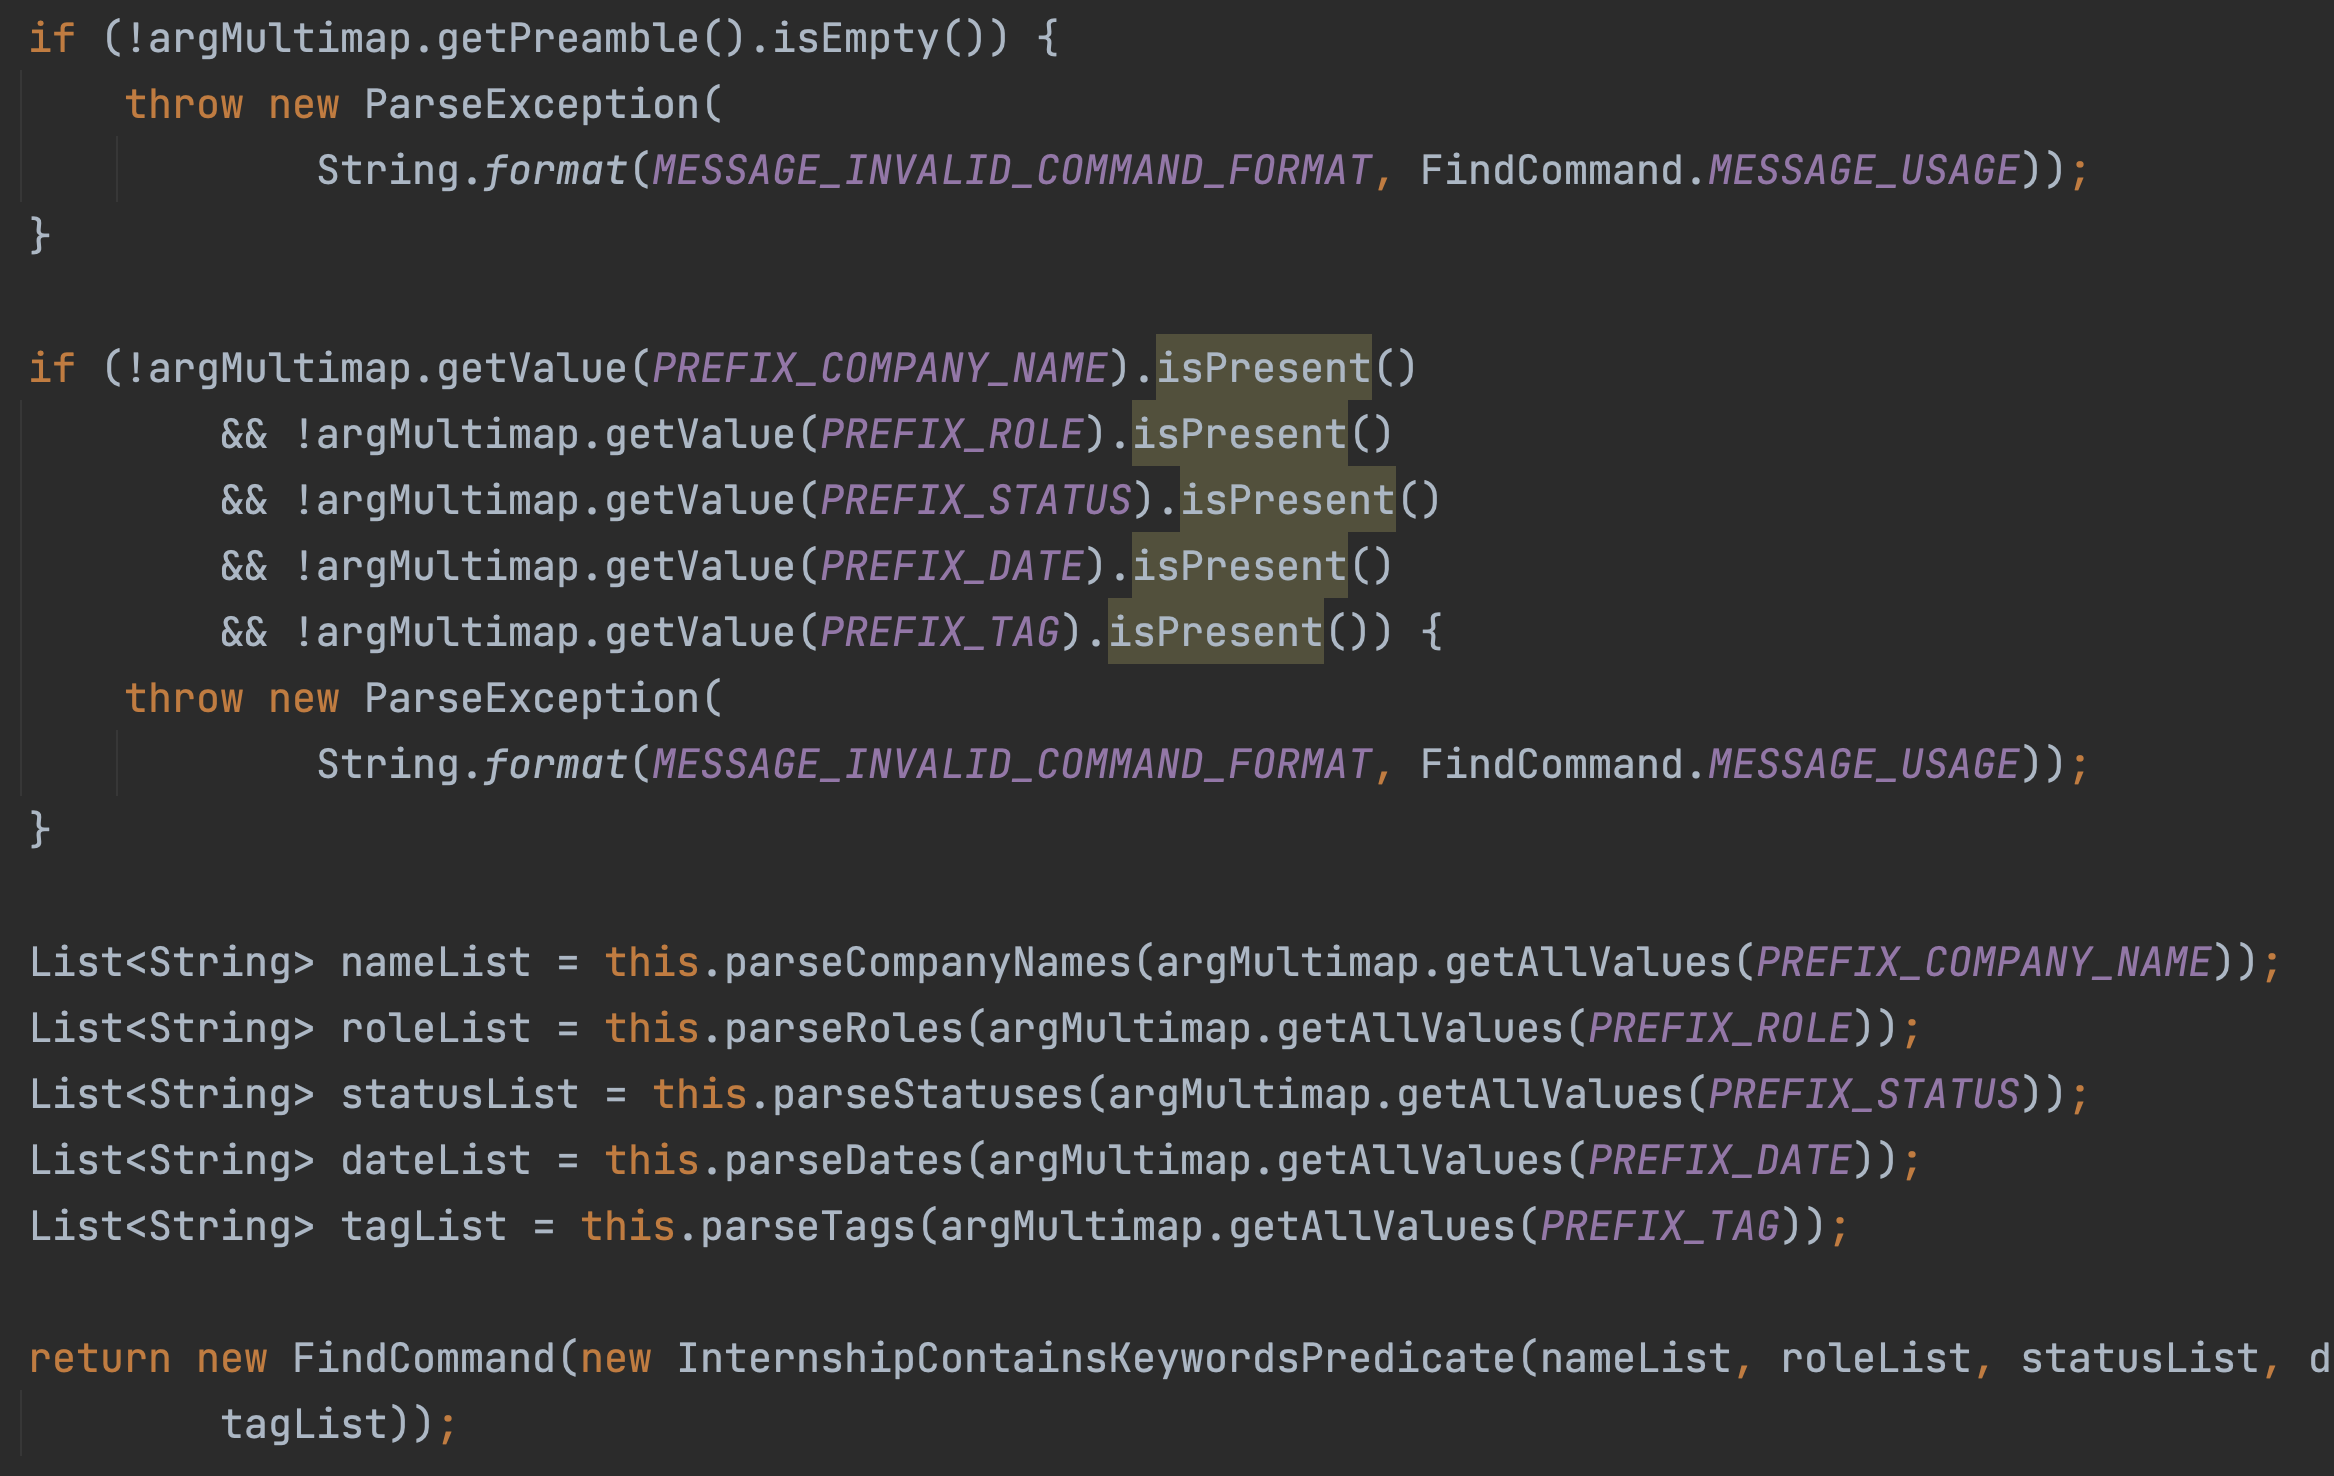 if (!argMultimap.getPreamble().isEmpty()) {
throw new ParseException(
String.format(MESSAGE_INVALID_COMMAND_FORMAT, FindCommand.MESSAGE_USAGE));
}
if (!argMultimap.getValue(PREFIX_COMPANY_NAME).isPresent()
&& !argMultimap.getValue(PREFIX_ROLE).isPresent()
&& !argMultimap.getValue(PREFIX_STATUS).isPresent()
&& !argMultimap.getValue(PREFIX_DATE).isPresent()
&& !argMultimap.getValue(PREFIX_TAG).isPresent()) {
throw new ParseException(
String.format(MESSAGE_INVALID_COMMAND_FORMAT, FindCommand.MESSAGE_USAGE));
}
List<String> nameList = this.parseCompanyNames(argMultimap.getAllValues(PREFIX_COMPANY_NAME));
List<String> roleList = this.parseRoles(argMultimap.getAllValues(PREFIX_ROLE));
List<String> statusList = this.parseStatuses(argMultimap.getAllValues(PREFIX_STATUS));
List<String> dateList = this.parseDates(argMultimap.getAllValues(PREFIX_DATE));
List<String> tagList = this.parseTags(argMultimap.getAllValues(PREFIX_TAG));
return new FindCommand(new InternshipContainsKeywordsPredicate(nameList, roleList, statusList, d
tagList));